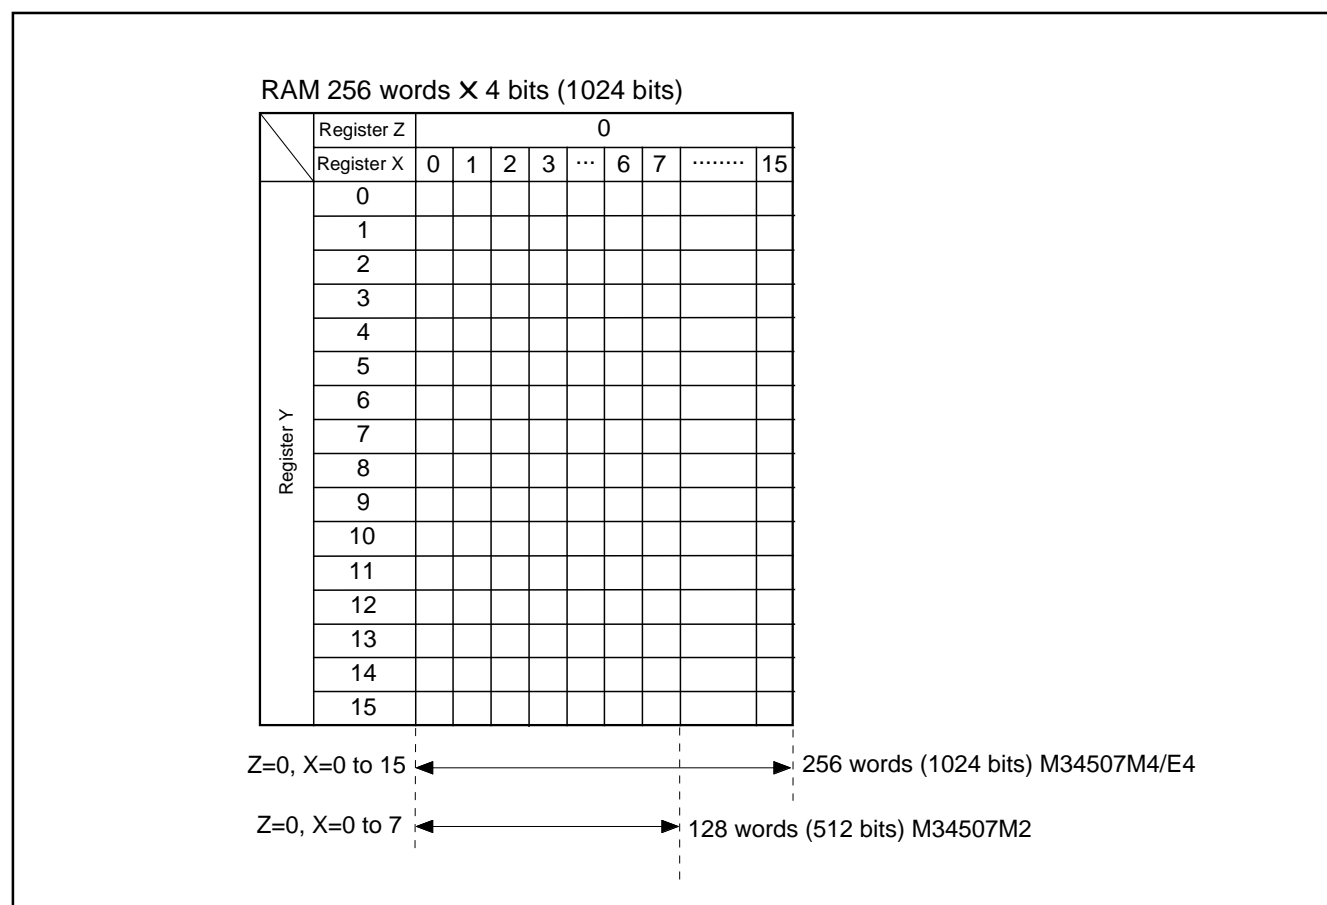 RAM 256 words X 4 bits (1024 bits)
Register Z 0
Register X 0 1 2 3 ··· 6 7 ········ 15
Register Y
0
1
2
3
4
5
6
7
8
9
10
11
12
13
14
15
Z=0, X=0 to 15 256 words (1024 bits) M34507M4/E4
Z=0, X=0 to 7 128 words (512 bits) M34507M2